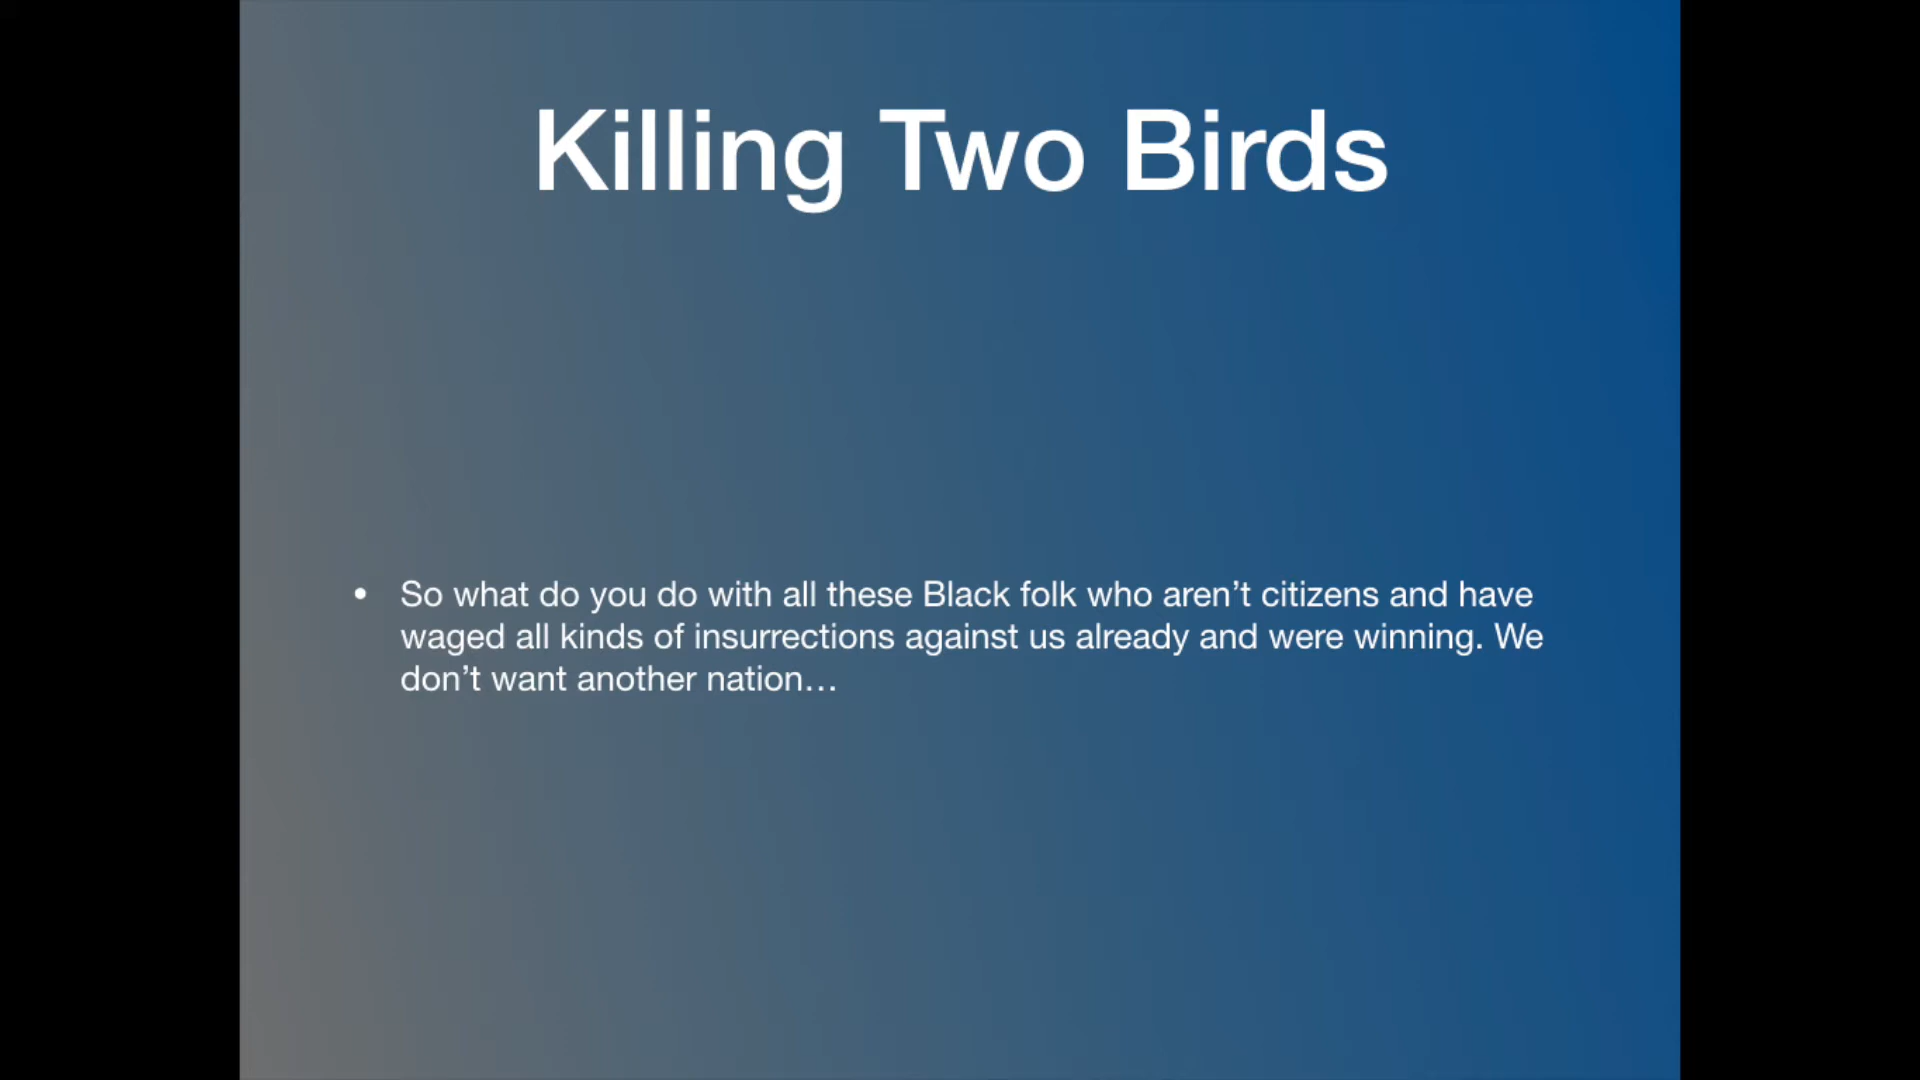 Killing Two Birds
• So what do you do with all these Black folk who aren’t citizens and have
waged all kinds of insurrections against us already and were winning. We
don’t want another nation…